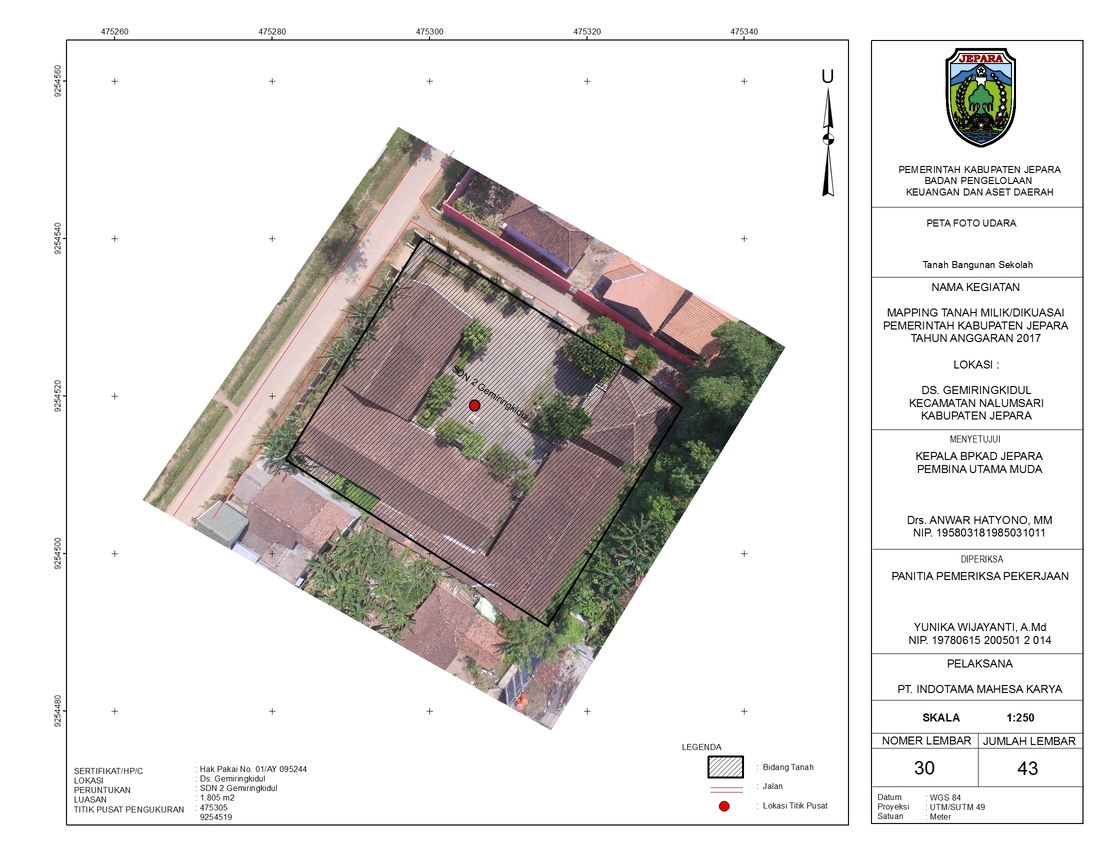 475260
475280
475300
475320
475340
9254560
9254540
9254520
9254500
9254480
U
SDN 2 Gemiringkidul
SERTIFIKAT/HP/C : Hak Pakai No. 01/AY 095244
LOKASI : Ds. Gemiringkidul
PERUNTUKAN : SDN 2 Gemiringkidul
LUASAN : 1.805 m2
TITIK PUSAT PENGUKURAN : 475305
9254519
LEGENDA
: Bidang Tanah
: Jalan
: Lokasi Titik Pusat
JEPARA
PEMERINTAH KABUPATEN JEPARA
BADAN PENGELOLAAN
KEUANGAN DAN ASET DAERAH
PETA FOTO UDARA
Tanah Bangunan Sekolah
NAMA KEGIATAN
MAPPING TANAH MILIK/DIKUASAI
PEMERINTAH KABUPATEN JEPARA
TAHUN ANGGARAN 2017
LOKASI :
DS. GEMIRINGKIDUL
KECAMATAN NALUMSARI
KABUPATEN JEPARA
MENYETUJUI
KEPALA BPKAD JEPARA
PEMBINA UTAMA MUDA
Drs. ANWAR HATYONO, MM
NIP. 195803181985031011
DIPERIKSA
PANITIA PEMERIKSA PEKERJAAN
YUNIKA WIJAYANTI, A.Md
NIP. 19780615 200501 2 014
PELAKSANA
PT. INDOTAMA MAHESA KARYA
SKALA 1:250
NOMER LEMBAR JUMLAH LEMBAR
30 43
Datum : WGS 84
Proyeksi : UTM/SUTM 49
Satuan : Meter